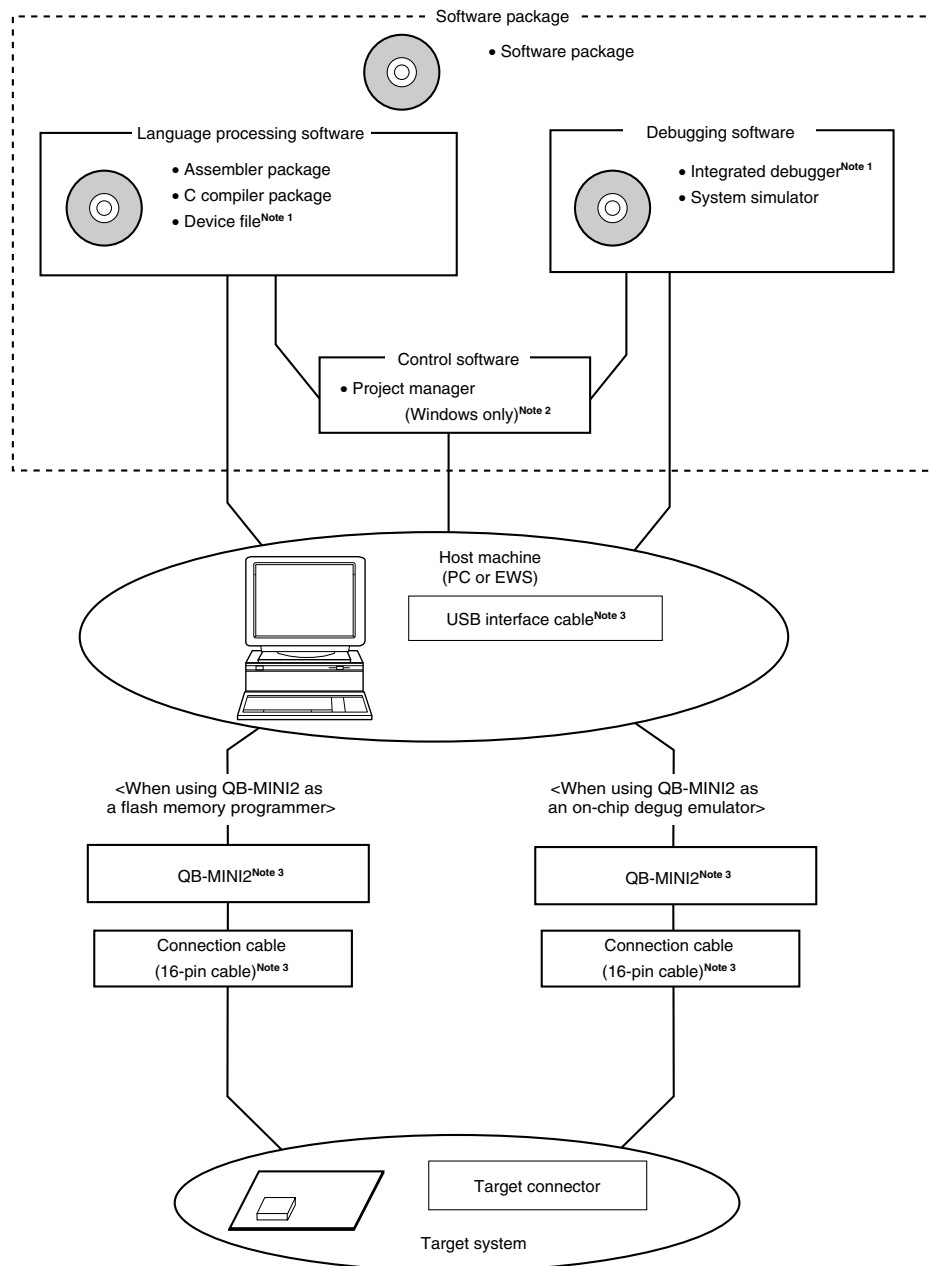 Software package
• Software package
Language processing software
• Assembler package
• C compiler package
• Device fileNote 1
Debugging software
• Integrated debuggerNote 1
• System simulator
Control software
• Project manager
(Windows only)Note 2
Host machine
(PC or EWS)
USB interface cableNote 3
<When using QB-MINI2 as
a flash memory programmer>
QB-MINI2Note 3
Connection cable
(16-pin cable)Note 3
<When using QB-MINI2 as
an on-chip degug emulator>
QB-MINI2Note 3
Connection cable
(16-pin cable)Note 3
Target connector
Target system